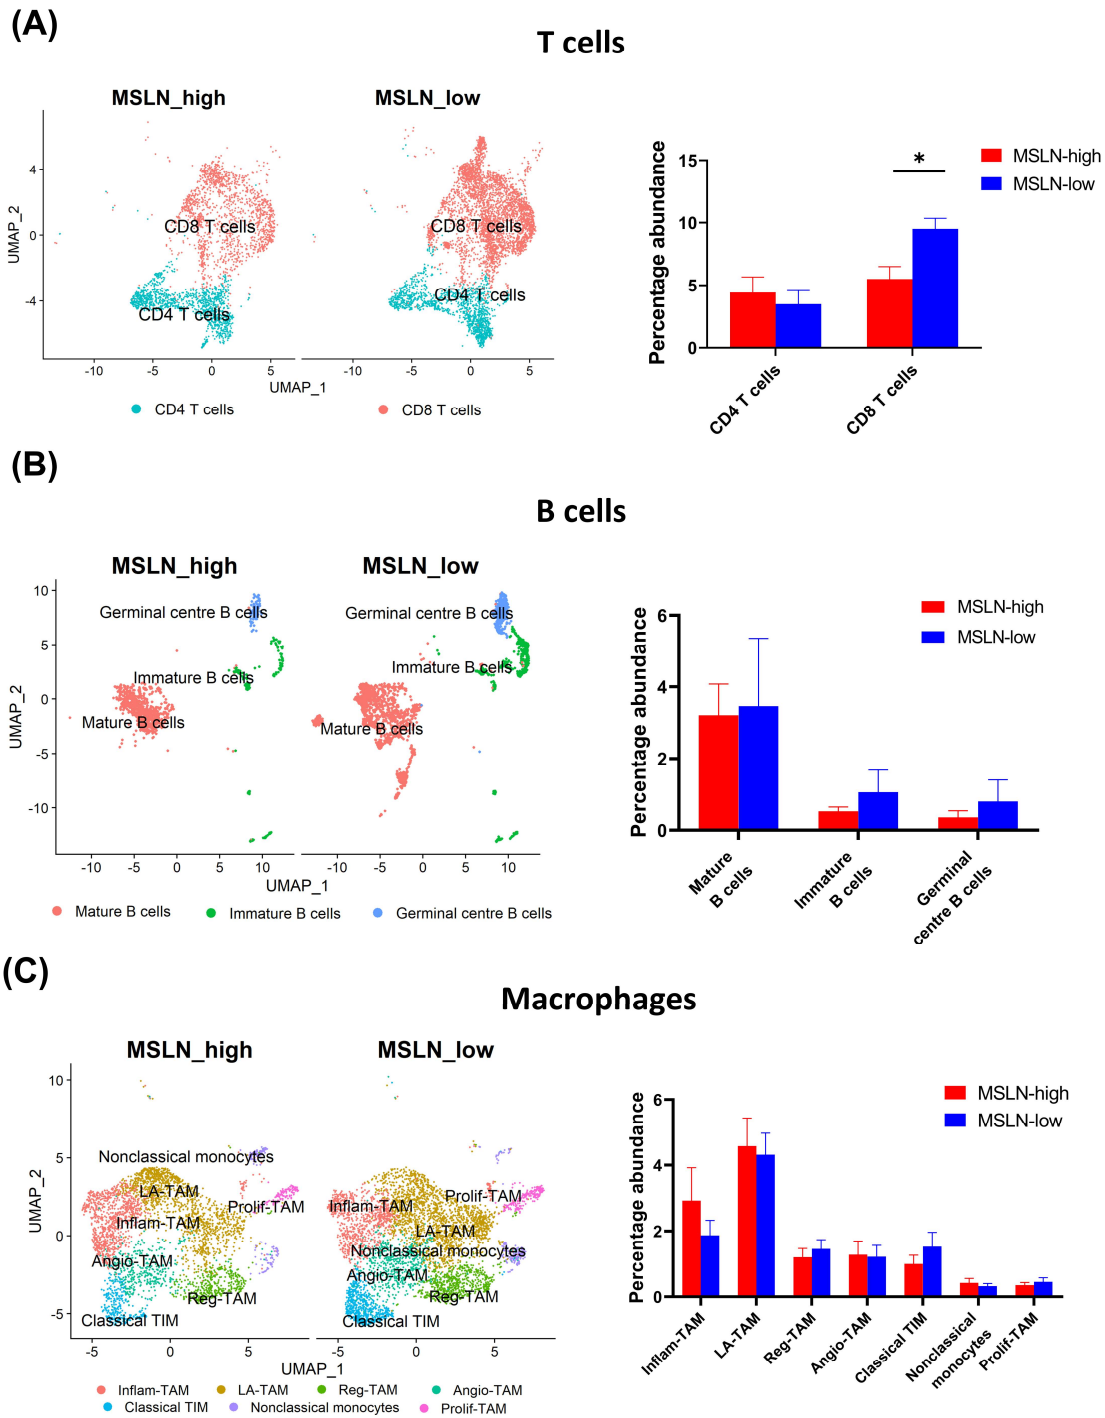 (A)
T cells
MSLN_high
MSLN_low
4
0
-4
UMAP_2
CD8 T cells
CD4 T cells
CD8 T cells
CD4 T cells
-10 -5 0 5
-10 -5 0 5
UMAP_1
CD4 T cells
CD8 T cells
Percentage abundance
15
10
5
0
*
MSLN-high
MSLN-low
CD4 T cells
CD8 T cells
(B)
B cells
MSLN_high
MSLN_low
10
5
0
-5
-10
UMAP_2
Germinal centre B cells
Immature B cells
Mature B cells
Germinal centre B cells
Immature B cells
Mature B cells
-10 -5 0 5 10
-10 -5 0 5 10
UMAP_1
Mature B cells
Immature B cells
Germinal centre B cells
Percentage abundance
6
4
2
0
MSLN-high
MSLN-low
Mature
B cells
Immature
B cells
Germinal
centre B cells
(C)
Macrophages
MSLN_high
MSLN_low
10
5
0
-5
UMAP_2
Nonclassical monocytes
LA-TAM
Prolif-TAM
Inflam-TAM
Angio-TAM
Reg-TAM
Classical TIM
Prolif-TAM
Inflam-TAM
LA-TAM
Nonclassical monocytes
Angio-TAM
Reg-TAM
Classical TIM
-5 0 5
-5 0 5
UMAP_1
Inflam-TAM
LA-TAM
Reg-TAM
Angio-TAM
Classical TIM
Nonclassical monocytes
Prolif-TAM
Percentage abundance
6
4
2
0
MSLN-high
MSLN-low
Inflam-TAM
LA-TAM
Reg-TAM
Angio-TAM
Classical TIM
Nonclassical
monocytes
Prolif-TAM